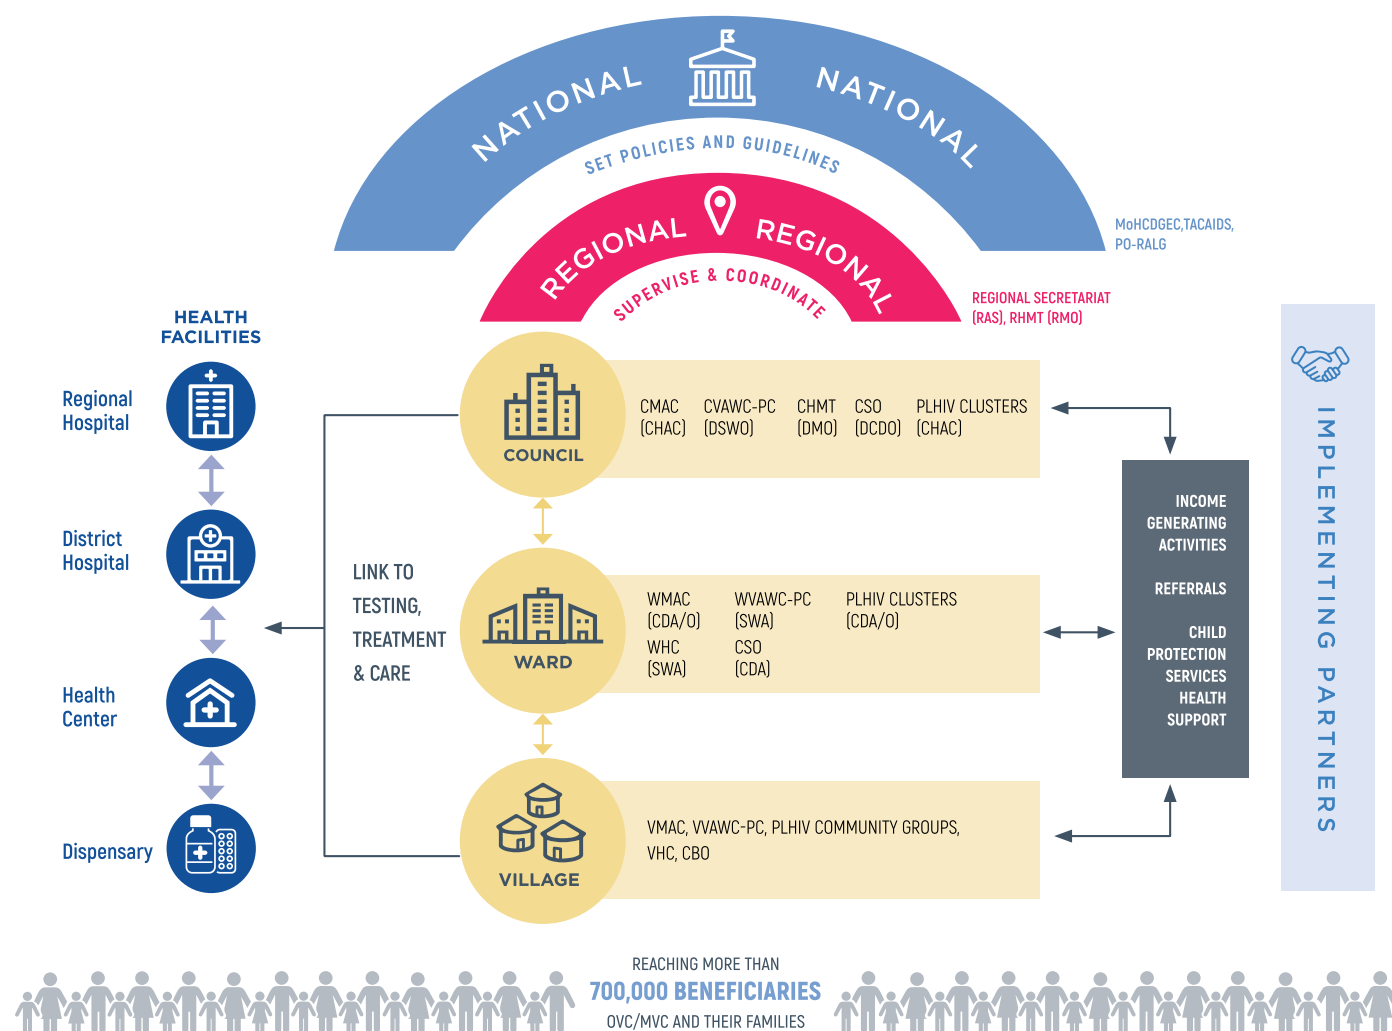 NATIONAL NATIONAL
SET POLICIES AND GUIDELINES
MoHCDGEC,TACAIDS,
PO-RALG
REGIONAL REGIONAL
SUPERVISE & COORDINATE
REGIONAL SECRETARIAT
(RAS), RHMT (RMO)
HEALTH
FACILITIES
Regional
Hospital
District
Hospital
Health
Center
Dispensary
LINK TO
TESTING,
TREATMENT
& CARE
COUNCIL
CMAC CVAWC-PC CHMT CSO PLHIV CLUSTERS
(CHAC) (DSWO) (DMO) (DCDO) (CHAC)
WARD
WMAC WVAWC-PC PLHIV CLUSTERS
(CDA/O) (SWA) (CDA/O)
WHC CSO
(SWA) (CDA)
VILLAGE
VMAC, VVAWC-PC, PLHIV COMMUNITY GROUPS,
VHC, CBO
INCOME
GENERATING
ACTIVITIES
REFERRALS
CHILD
PROTECTION
SERVICES
HEALTH
SUPPORT
IMPLEMENTING PARTNERS
REACHING MORE THAN
700,000 BENEFICIARIES
OVC/MVC AND THEIR FAMILIES